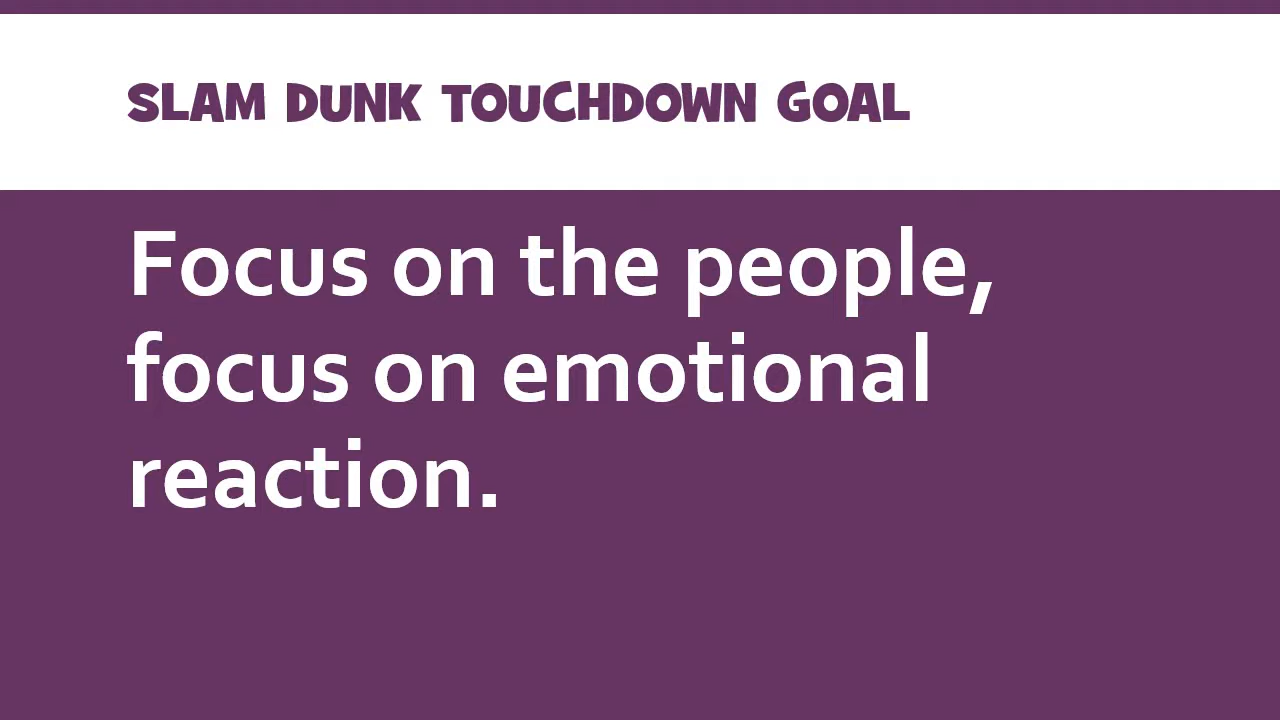 SLAM DUNK TOUCHDOWN GOAL
Focus on the people,
focus on emotional
reaction.